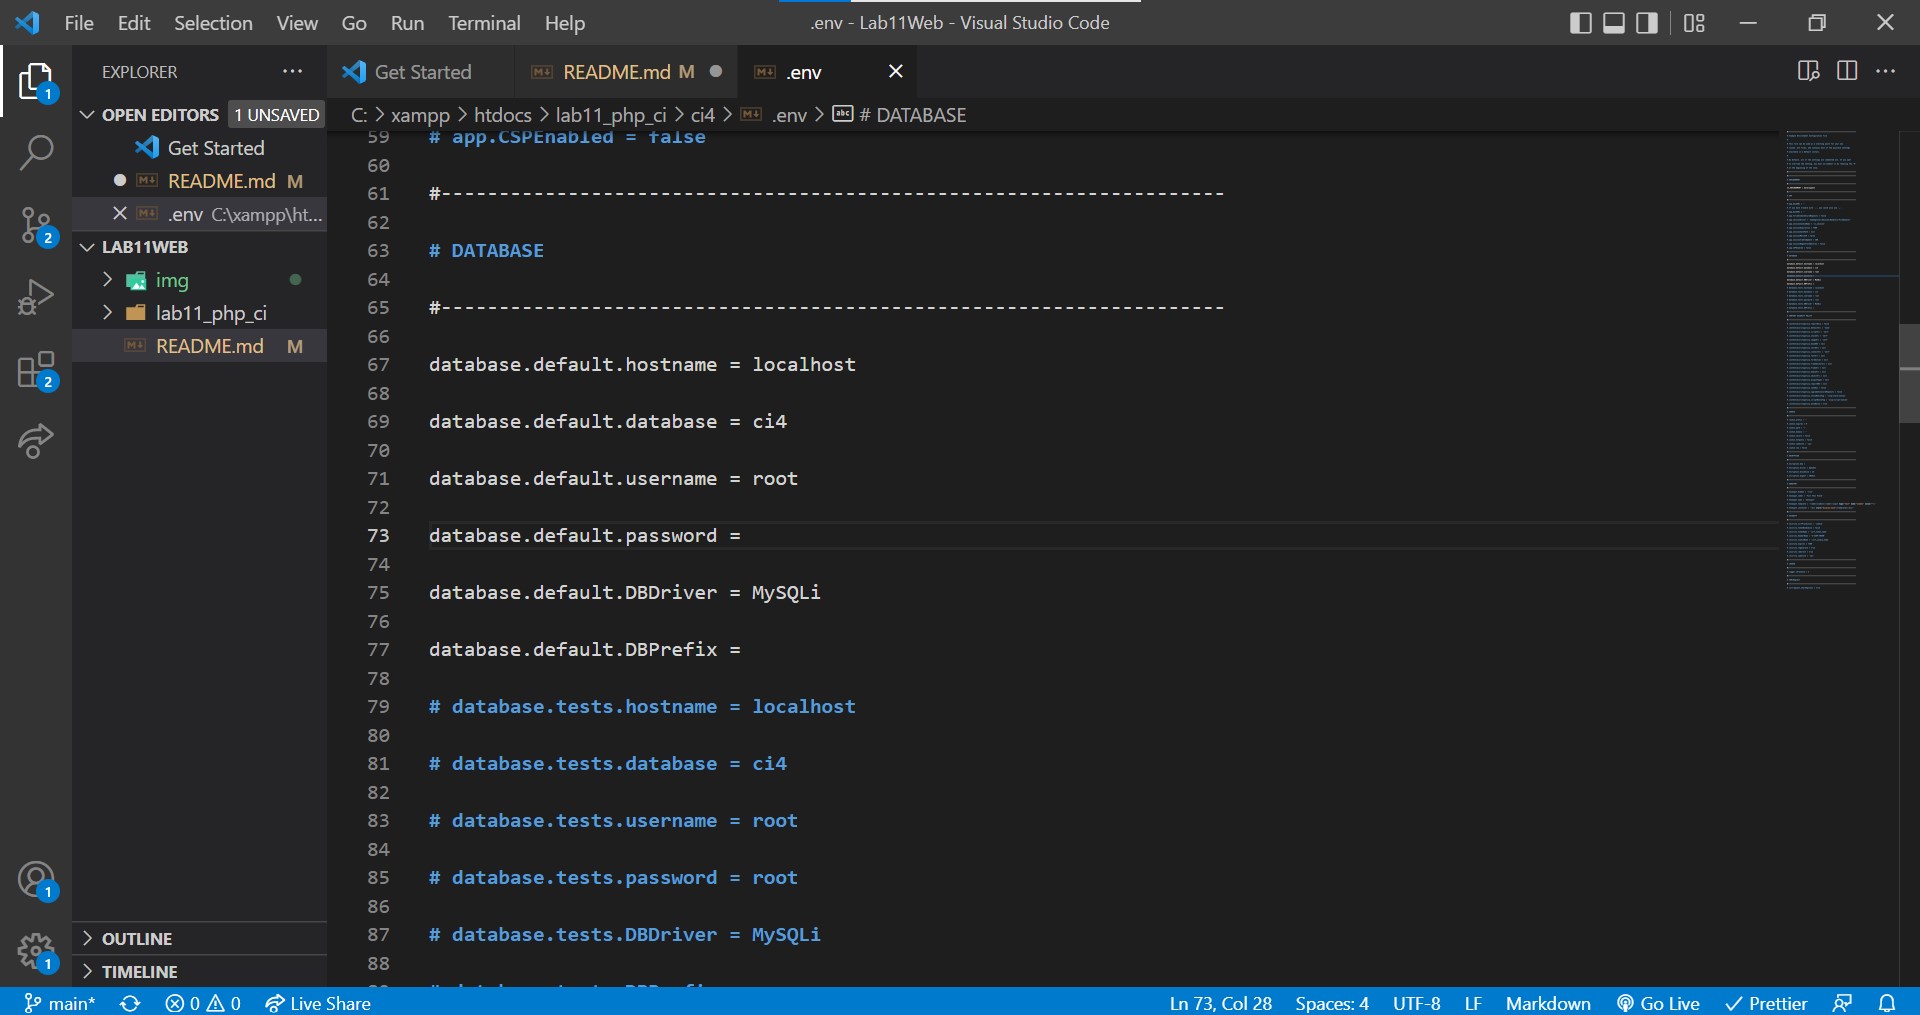 File Edit Selection View Go Run Terminal Help
.env - Lab11Web - Visual Studio Code
EXPLORER
OPEN EDITORS 1 UNSAVED
Get Started
README.md M
.env C:\xampp\ht...
LAB11WEB
img
lab11_php_ci
README.md M
OUTLINE
TIMELINE
1
2
2
1
1
Get Started README.md M .env
C: > xampp > htdocs > lab11_php_ci > ci4 > .env > # DATABASE
59 # app.CSPEnabled = false
60
61 #--------------------------------------------------------------------
62
63 # DATABASE
64
65 #--------------------------------------------------------------------
66
67 database.default.hostname = localhost
68
69 database.default.database = ci4
70
71 database.default.username = root
72
73 database.default.password =
74
75 database.default.DBDriver = MySQLi
76
77 database.default.DBPrefix =
78
79 # database.tests.hostname = localhost
80
81 # database.tests.database = ci4
82
83 # database.tests.username = root
84
85 # database.tests.password = root
86
87 # database.tests.DBDriver = MySQLi
88
main* 0 0 Live Share Ln 73, Col 28 Spaces: 4 UTF-8 LF Markdown Go Live Prettier